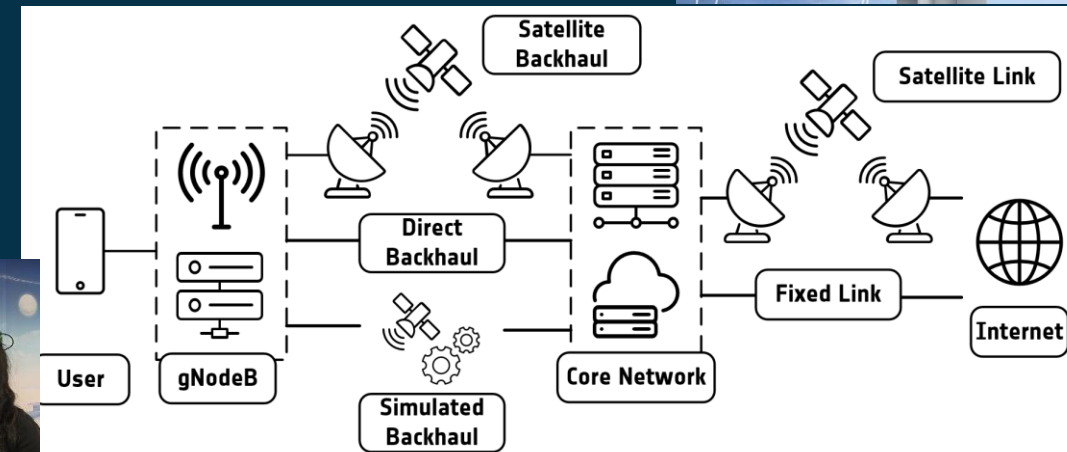 Satellite
Backhaul
Satellite Link
Direct
Backhaul
Fixed Link
Internet
User
gNodeB
Core Network
Simulated
Backhaul